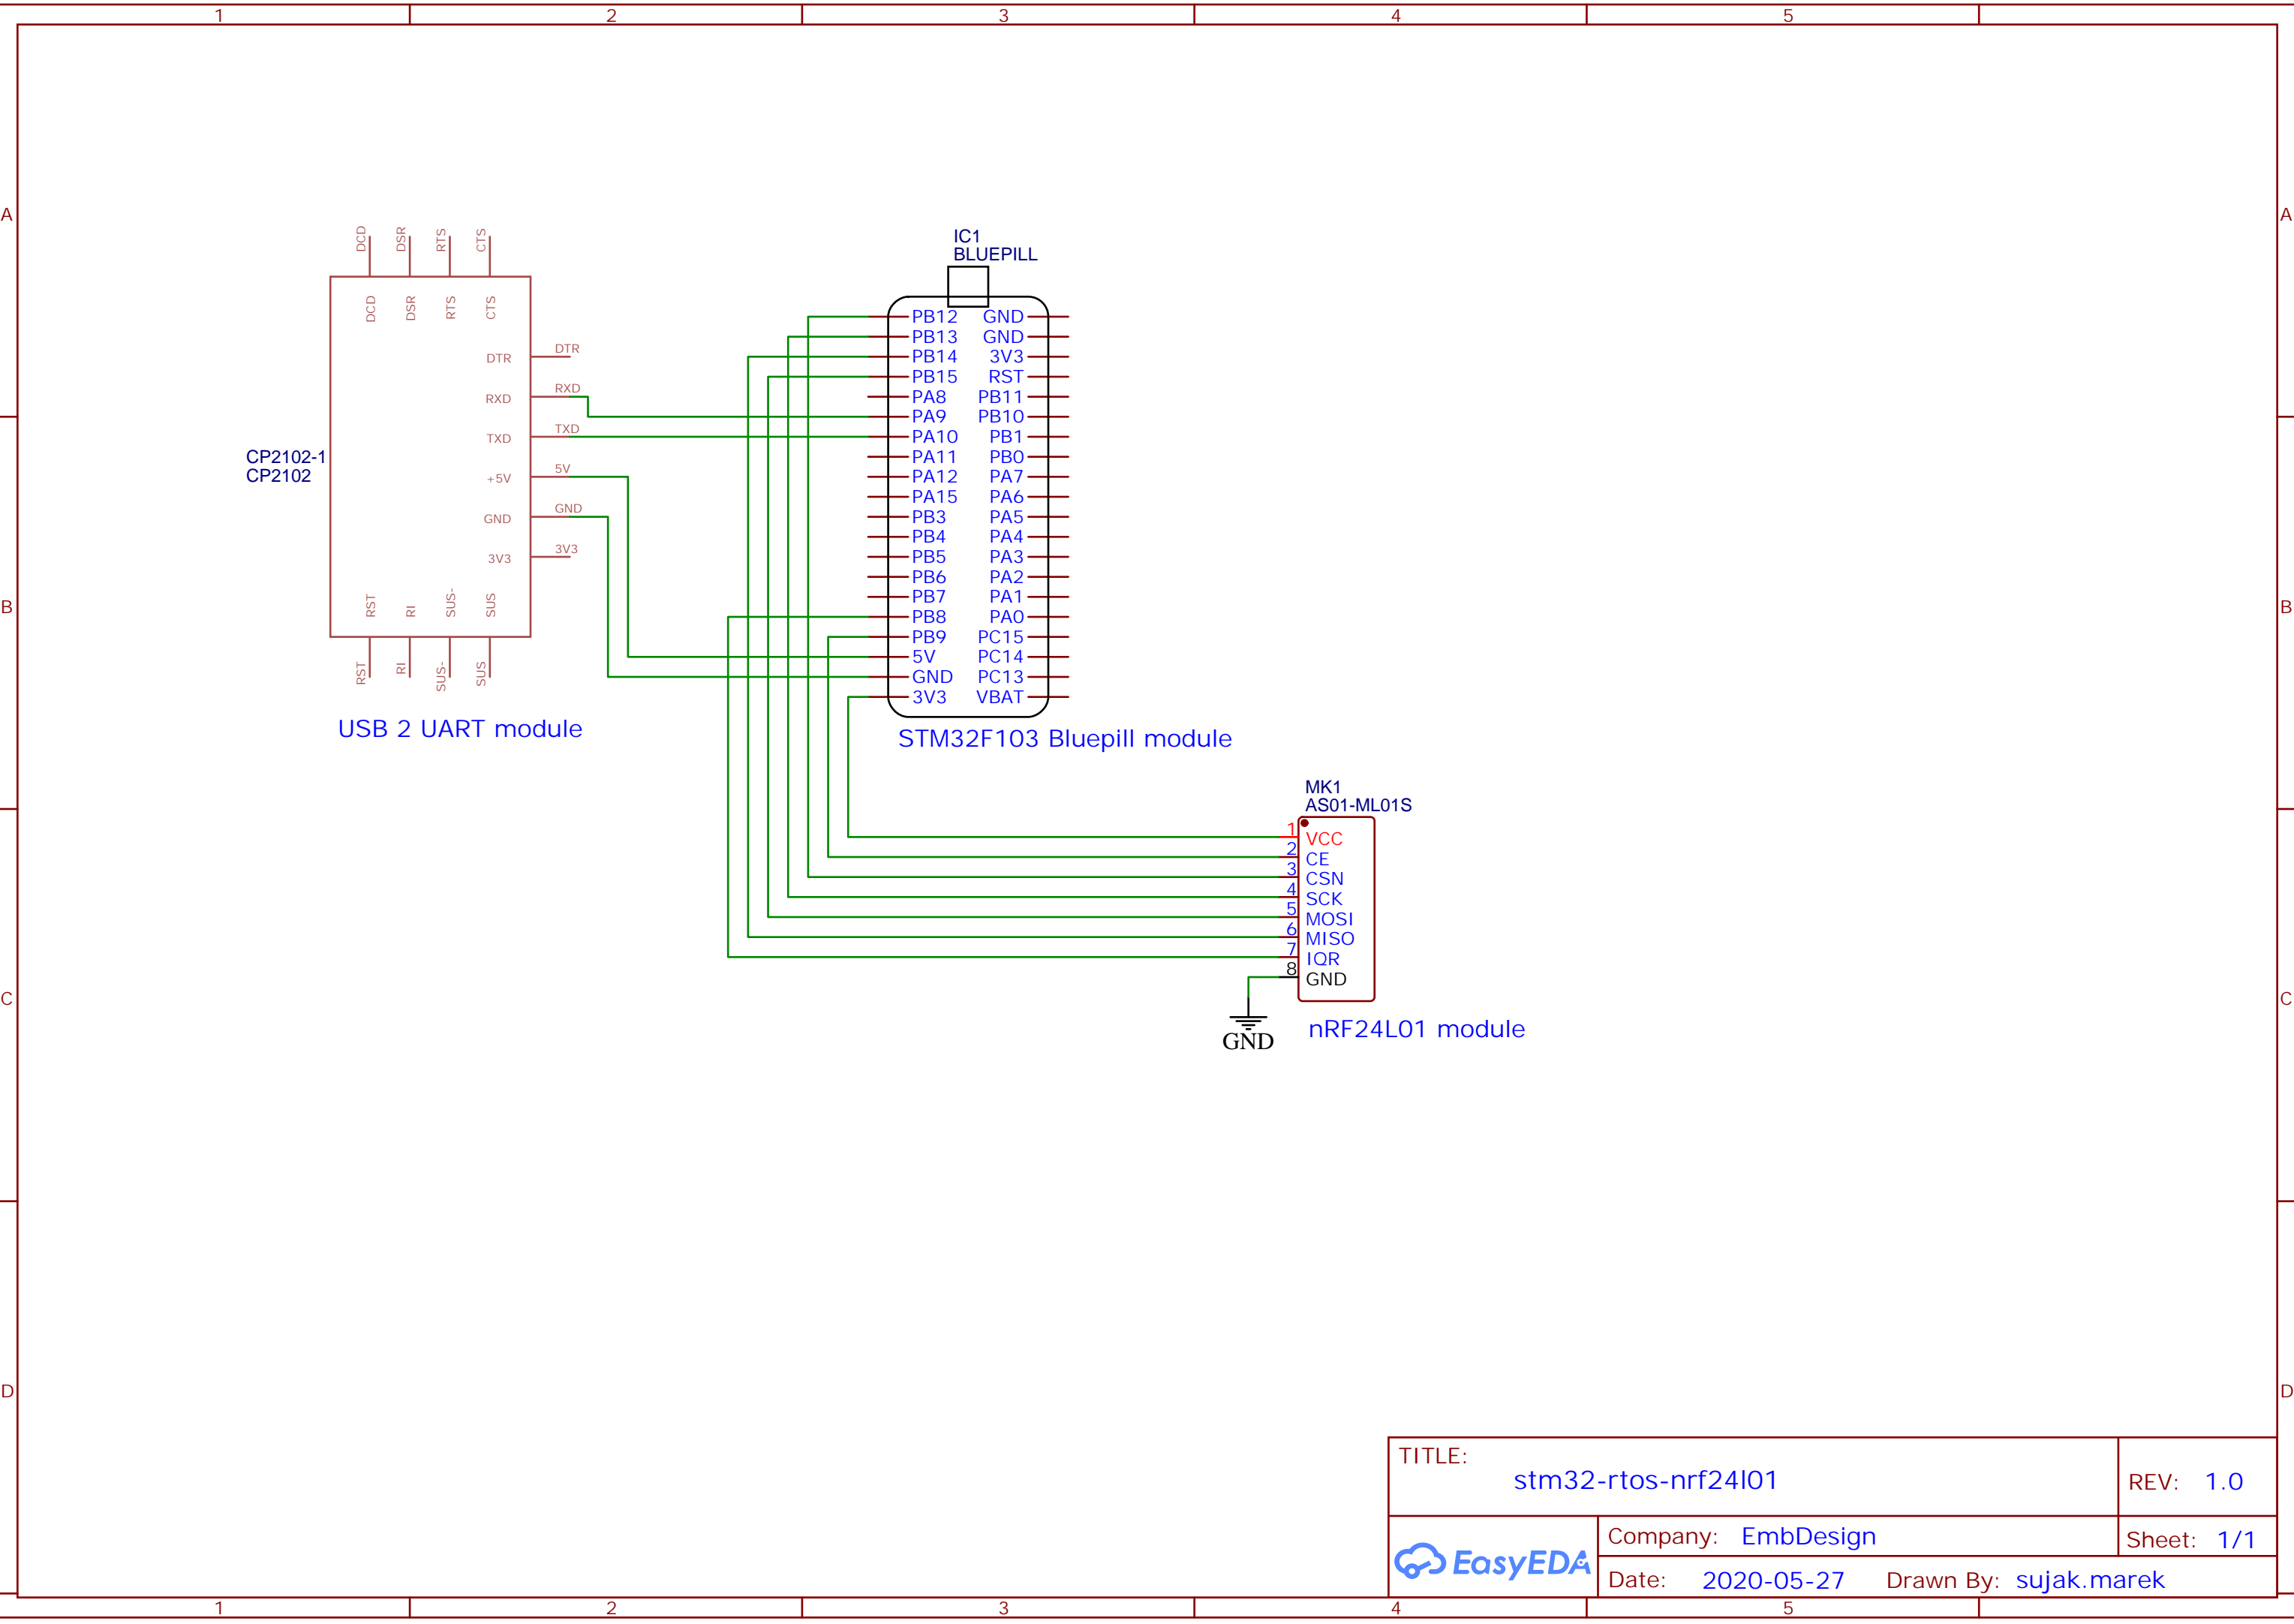 1 2 3 4 5
A A
DCD DSR RTS CTS
DCD DSR RTS CTS
DTR DTR
RXD RXD
TXD TXD
+5V 5V
GND GND
3V3 3V3
CP2102-1
CP2102
RST RI SUS- SUS
RST RI SUS- SUS
USB 2 UART module
IC1
BLUEPILL
PB12 GND
PB13 GND
PB14 3V3
PB15 RST
PA8 PB11
PA9 PB10
PA10 PB1
PA11 PB0
PA12 PA7
PA15 PA6
PB3 PA5
PB4 PA4
PB5 PA3
PB6 PA2
PB7 PA1
PB8 PA0
PB9 PC15
5V PC14
GND PC13
3V3 VBAT
STM32F103 Bluepill module
B B
MK1
AS01-ML01S
1 VCC
2 CE
3 CSN
4 SCK
5 MOSI
6 MISO
7 IQR
8 GND
GND
nRF24L01 module
C C
D D
TITLE:
stm32-rtos-nrf24l01
REV: 1.0
EasyEDA
Company: EmbDesign
Sheet: 1/1
Date: 2020-05-27 Drawn By: sujak.marek
1 2 3 4 5